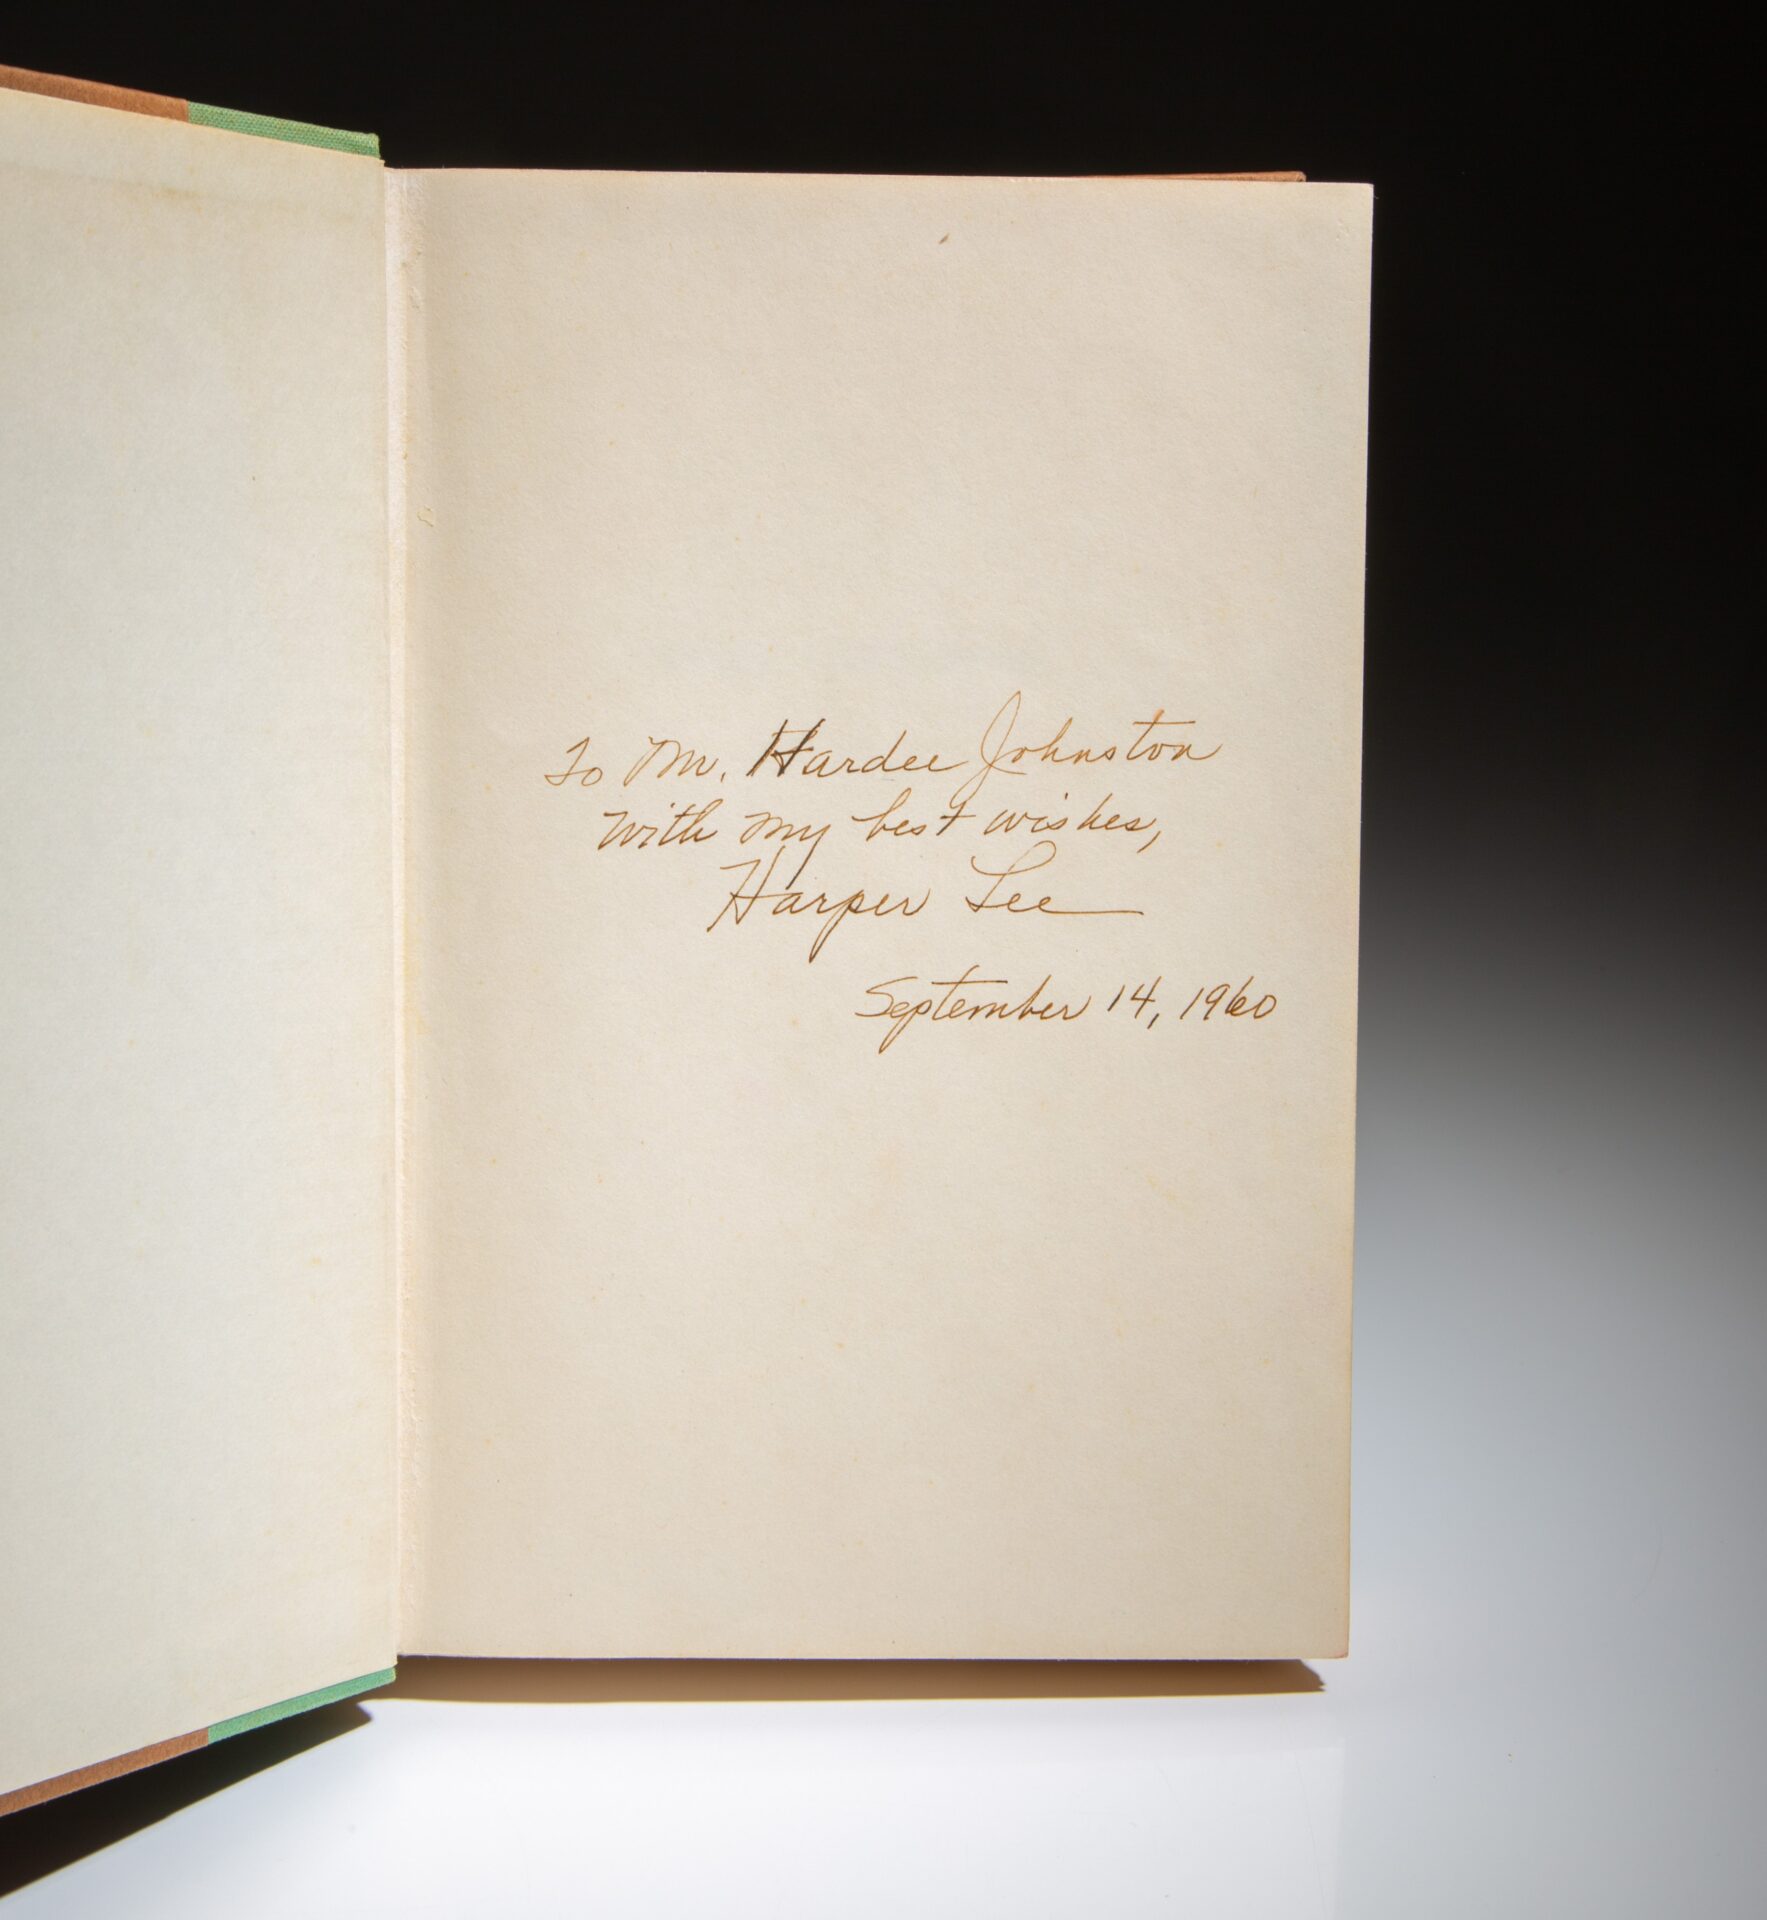 To Mr. Hardee Johnston
with my best wishes,
Harper Lee
September 14, 1960